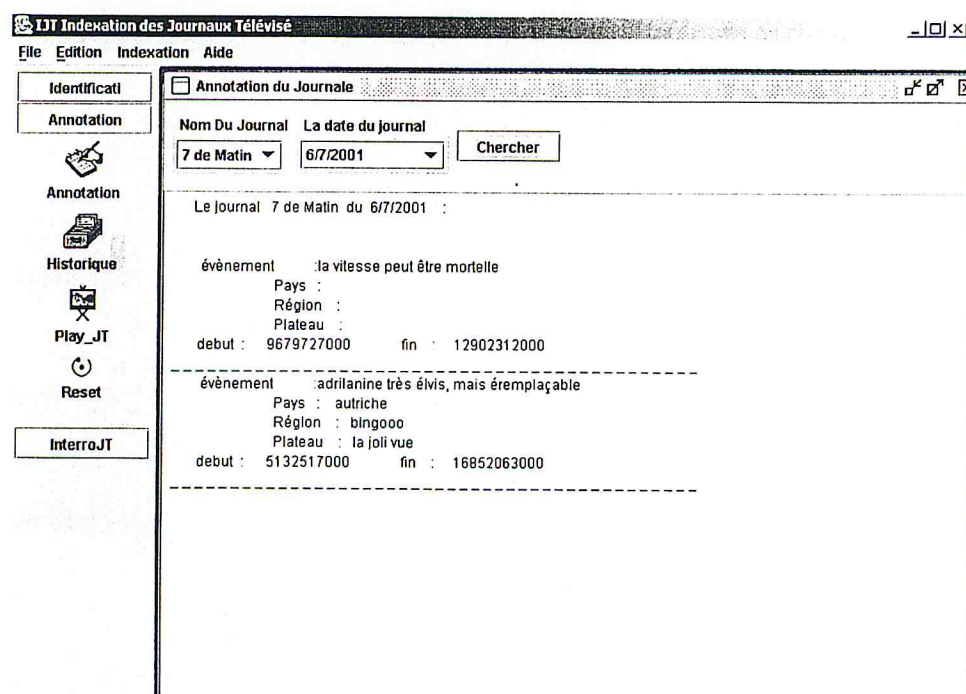 IJT Indexation des Journaux Télévisé
File Edition Indexation Aide
Identificati
Annotation
Annotation
Historique
Play_JT
Reset
InterroJT
Annotation du Journale
Nom Du Journal La date du journal
7 de Matin 6/7/2001 Chercher
Le journal 7 de Matin du 6/7/2001 :
évènement :la vitesse peut être mortelle
Pays :
Région :
Plateau :
debut : 9679727000 fin : 12902312000
évènement :adrilanine très élvis, mais éremplaçable
Pays : autriche
Région : bingooo
Plateau : la joli vue
debut : 5132517000 fin : 16852063000